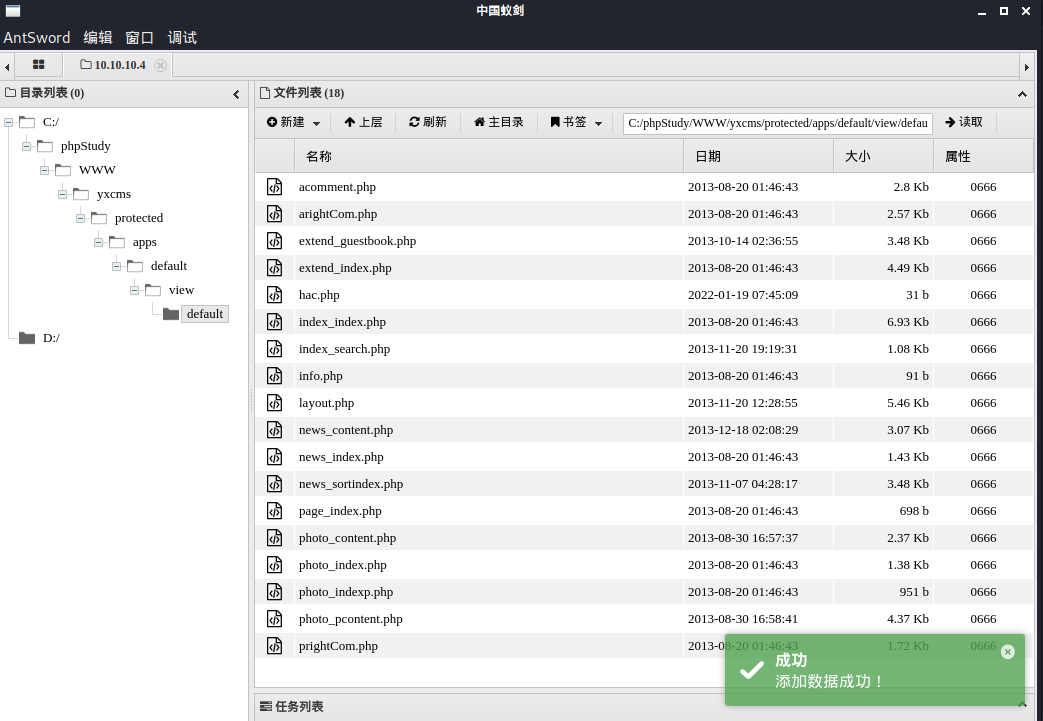 中国蚁剑
AntSword 编辑 窗口 调试
10.10.10.4
目录列表 (0)
C:/
phpStudy
WWW
yxcms
protected
apps
default
view
default
D:/
文件列表 (18)
新建 上层 刷新 主目录 书签 C:/phpStudy/WWW/yxcms/protected/apps/default/view/defau 读取
名称 日期 大小 属性
acomment.php 2013-08-20 01:46:43 2.8 Kb 0666
arightCom.php 2013-08-20 01:46:43 2.57 Kb 0666
extend_guestbook.php 2013-10-14 02:36:55 3.48 Kb 0666
extend_index.php 2013-08-20 01:46:43 4.49 Kb 0666
hac.php 2022-01-19 07:45:09 31 b 0666
index_index.php 2013-08-20 01:46:43 6.93 Kb 0666
index_search.php 2013-11-20 19:19:31 1.08 Kb 0666
info.php 2013-08-20 01:46:43 91 b 0666
layout.php 2013-11-20 12:28:55 5.46 Kb 0666
news_content.php 2013-12-18 02:08:29 3.07 Kb 0666
news_index.php 2013-08-20 01:46:43 1.43 Kb 0666
news_sortindex.php 2013-11-07 04:28:17 3.48 Kb 0666
page_index.php 2013-08-20 01:46:43 698 b 0666
photo_content.php 2013-08-30 16:57:37 2.37 Kb 0666
photo_index.php 2013-08-20 01:46:43 1.38 Kb 0666
photo_indexp.php 2013-08-20 01:46:43 951 b 0666
photo_pcontent.php 2013-08-30 16:58:41 4.37 Kb 0666
prightCom.php 2013-08-20 01:46:43 1.72 Kb 0666
成功
添加数据成功！
任务列表